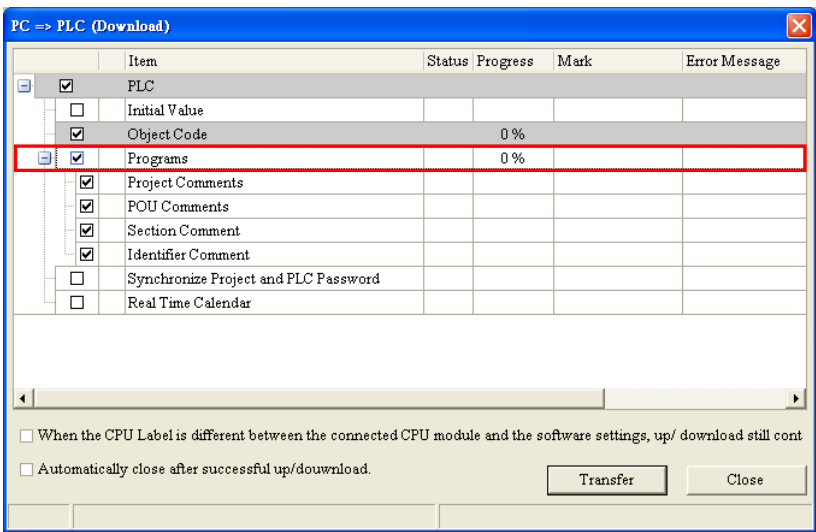 PC => PLC (Download)
Item Status Progress Mark Error Message
PLC
Initial Value
Object Code 0 %
Programs 0 %
Project Comments
POU Comments
Section Comment
Identifier Comment
Synchronize Project and PLC Password
Real Time Calendar
When the CPU Label is different between the connected CPU module and the software settings, up/ download still cont
Automatically close after successful up/douwnload.
Transfer Close